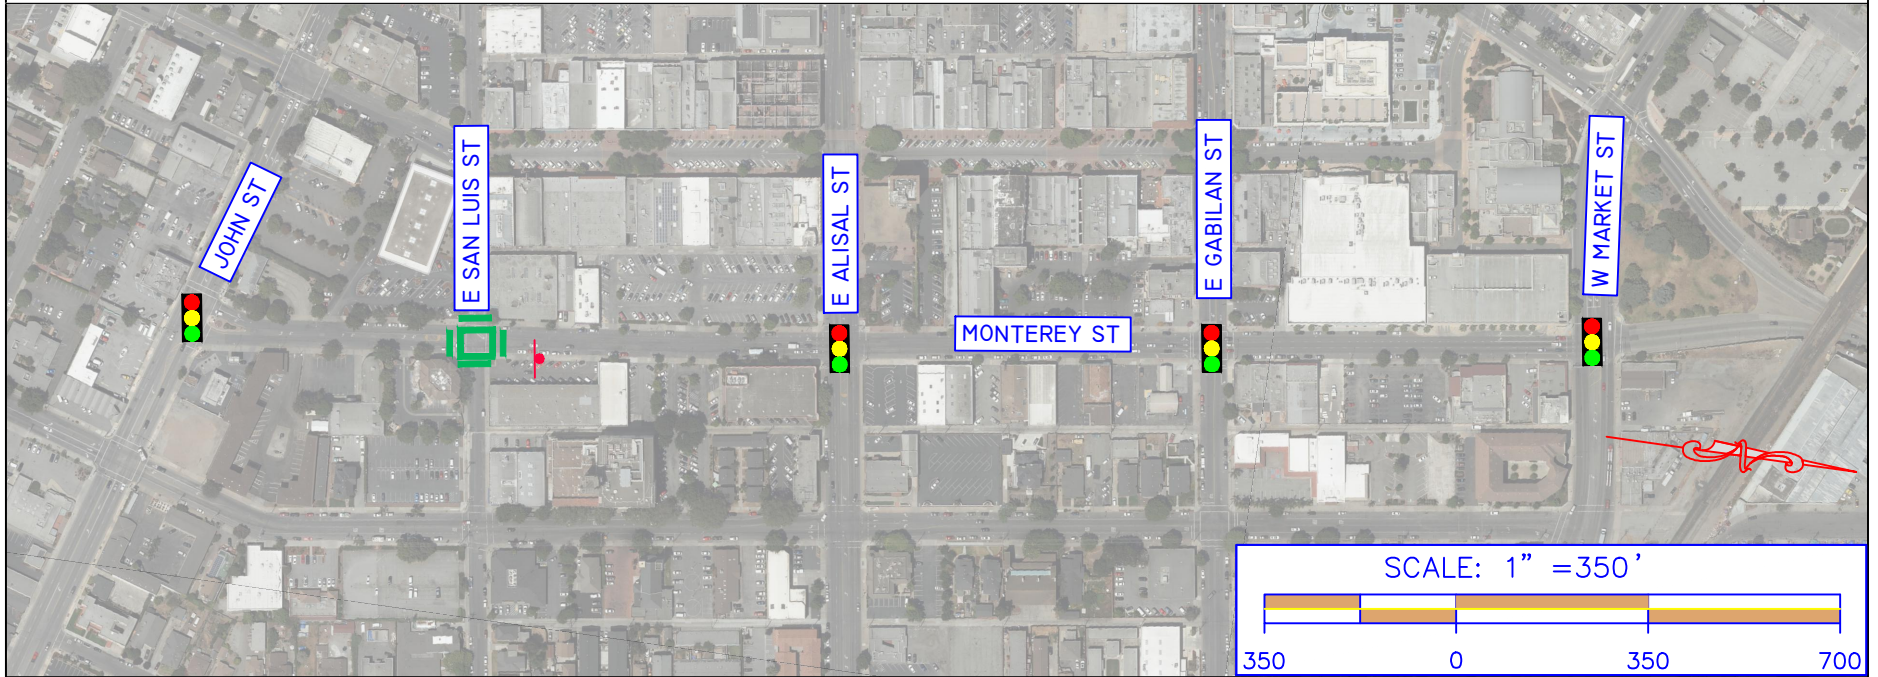 JOHN ST
E SAN LUIS ST
E ALISAL ST
E GABILAN ST
W MARKET ST
MONTEREY ST
SCALE: 1” =350’
350 0 350 700